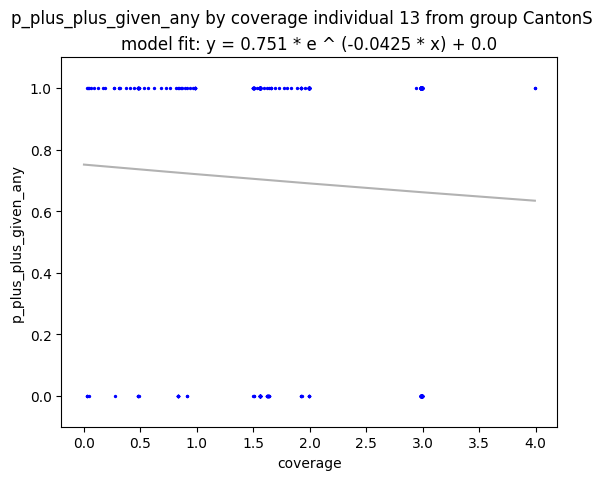 p_plus_plus_given_any by coverage individual 13 from group CantonS
model fit: y = 0.751 * e ^ (-0.0425 * x) + 0.0
p_plus_plus_given_any
1.0
0.8
0.6
0.4
0.2
0.0
0.0 0.5 1.0 1.5 2.0 2.5 3.0 3.5 4.0
coverage